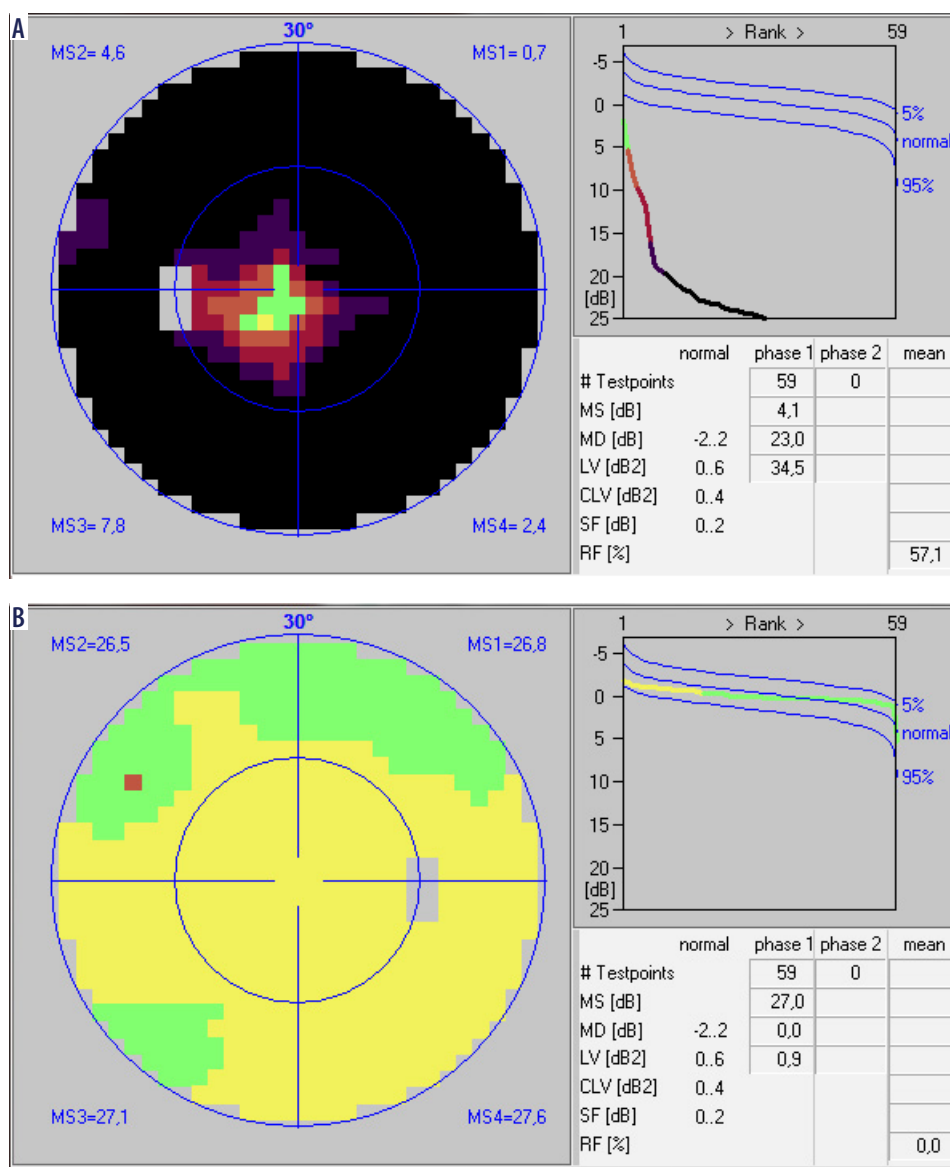 A
30°
MS2= 4,6 MS1= 0,7
MS3= 7,8 MS4= 2,4
1 > Rank > 59
-5
0
5
10
15
20
[dB]
25
5%
normal
95%
normal phase 1 phase 2 mean
# Testpoints 59 0
MS [dB] 4,1
MD [dB] -2..2 23,0
LV [dB2] 0..6 34,5
CLV [dB2] 0..4
SF [dB] 0..2
RF [%] 57,1
B
30°
MS2=26,5 MS1=26,8
MS3=27,1 MS4=27,6
1 > Rank > 59
-5
0
5
10
15
20
[dB]
25
5%
normal
95%
normal phase 1 phase 2 mean
# Testpoints 59 0
MS [dB] 27,0
MD [dB] -2..2 0,0
LV [dB2] 0..6 0,9
CLV [dB2] 0..4
SF [dB] 0..2
RF [%] 0,0